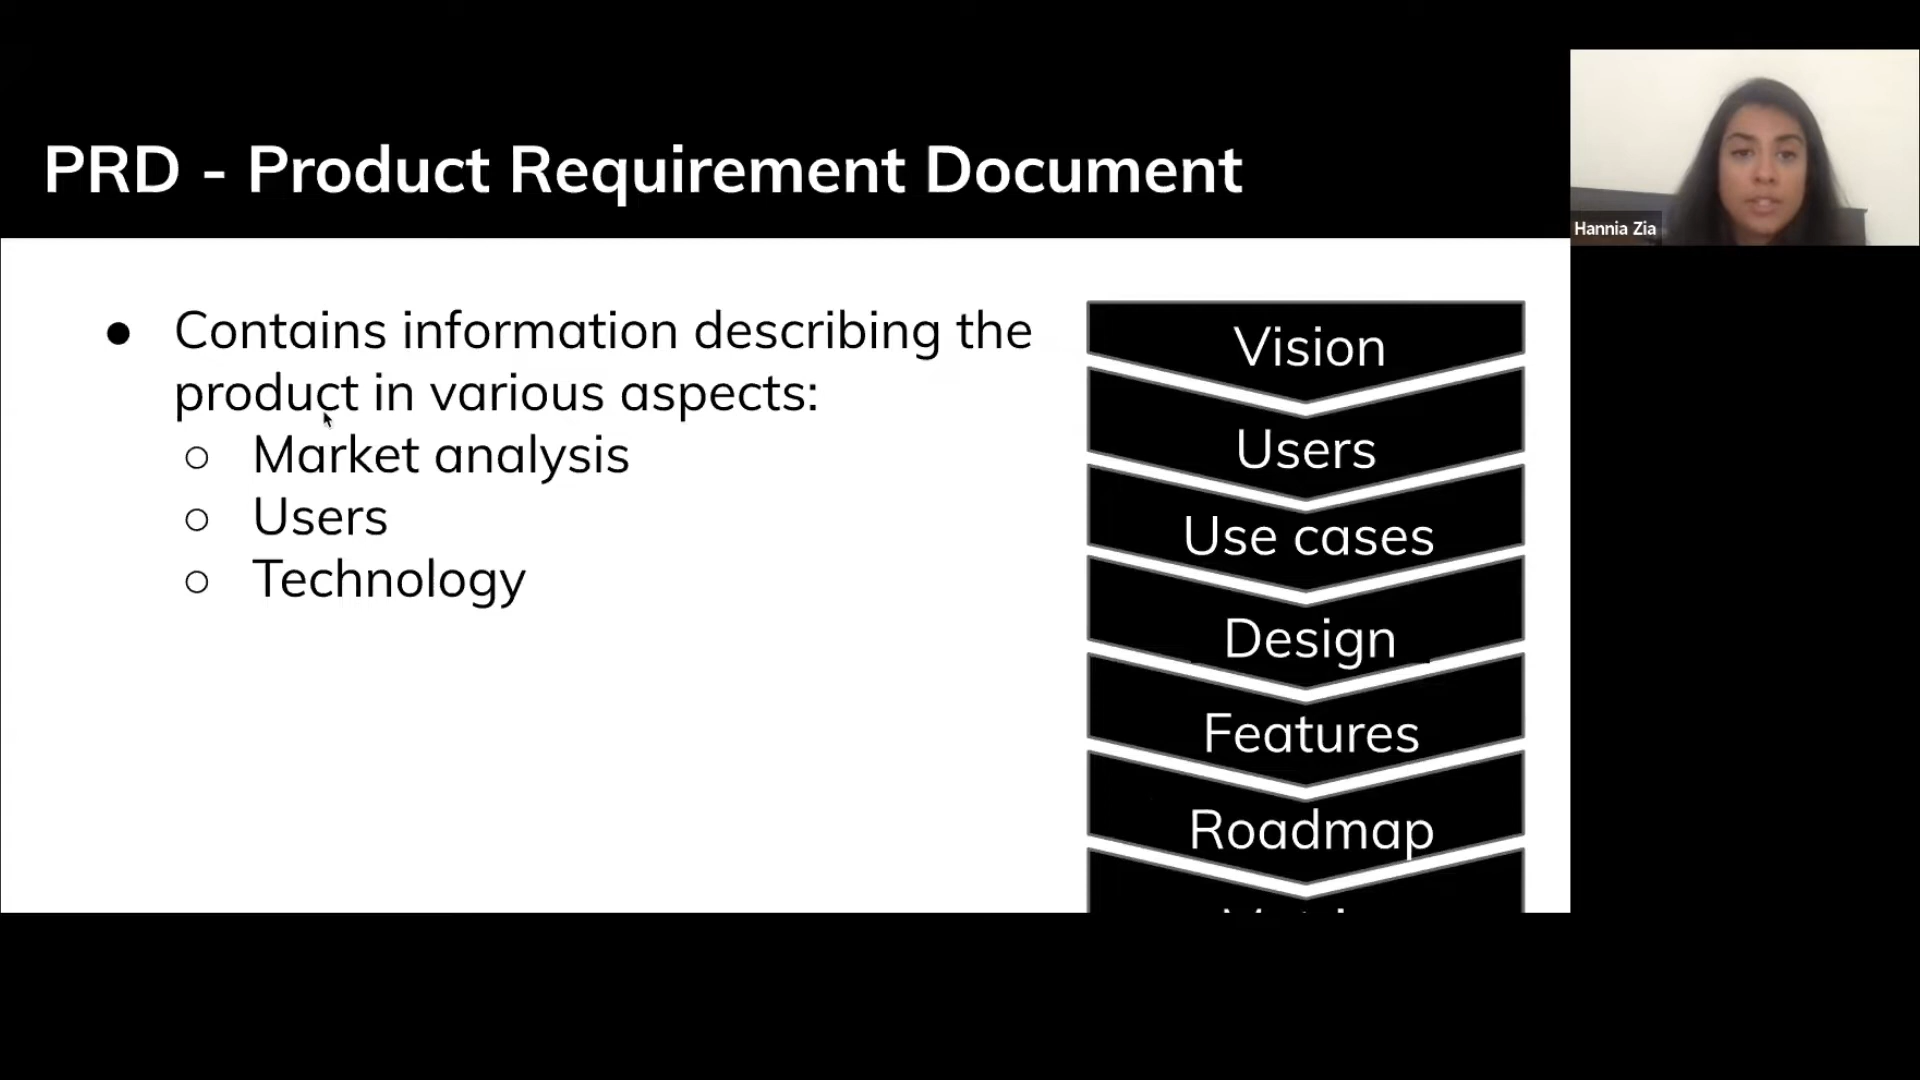 PRD - Product Requirement Document
Hannia Zia
● Contains information describing the
product in various aspects:
○ Market analysis
○ Users
○ Technology
Vision
Users
Use cases
Design
Features
Roadmap